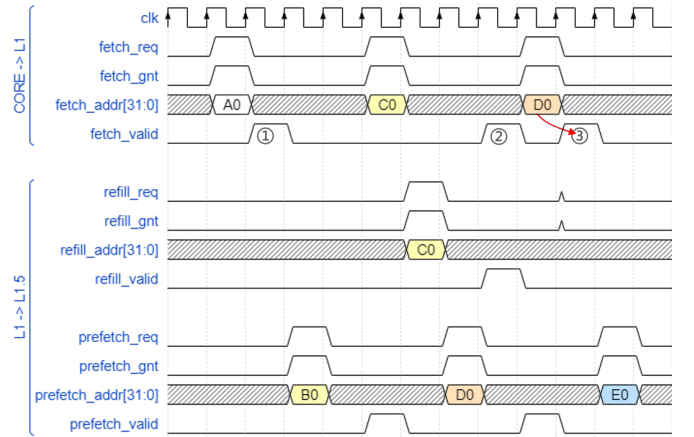 CORE -> L1
clk
fetch_req
fetch_gnt
fetch_addr[31:0] A0 C0 D0
fetch_valid ① ② ③
L1 -> L1.5
refill_req
refill_gnt
refill_addr[31:0] C0
refill_valid
prefetch_req
prefetch_gnt
prefetch_addr[31:0] B0 D0 E0
prefetch_valid